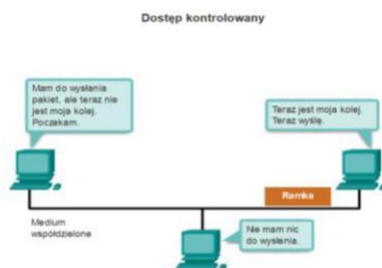 Dostęp kontrolowany
Mam do wysłania
pakiet, ale teraz nie
jest moja kolej.
Poczekam.
Teraz jest moja kolej.
Teraz wyślę.
Ramka
Medium
współdzielone
Nie mam nic
do wysłania.